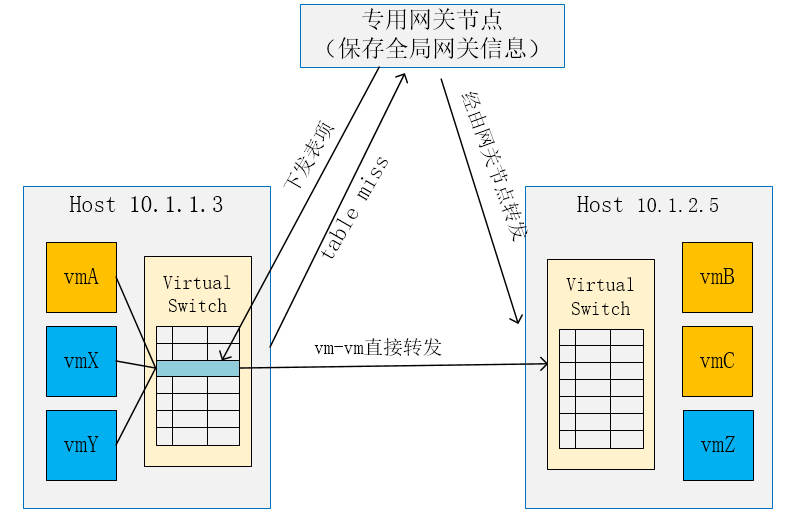 专用网关节点
（保存全局网关信息）
下发表项
table miss
经由网关节点转发
Host 10.1.1.3
vmA
vmX
vmY
Virtual
Switch
vm-vm直接转发
Host 10.1.2.5
Virtual
Switch
vmB
vmC
vmZ